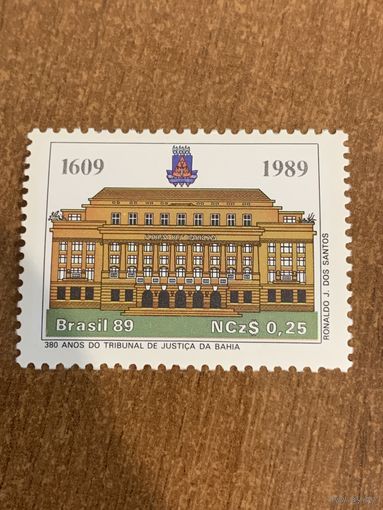 1609 1989
Brasil 89 NCz$ 0,25
380 ANOS DO TRIBUNAL DE JUSTIÇA DA BAHIA
RONALDO J. DOS SANTOS